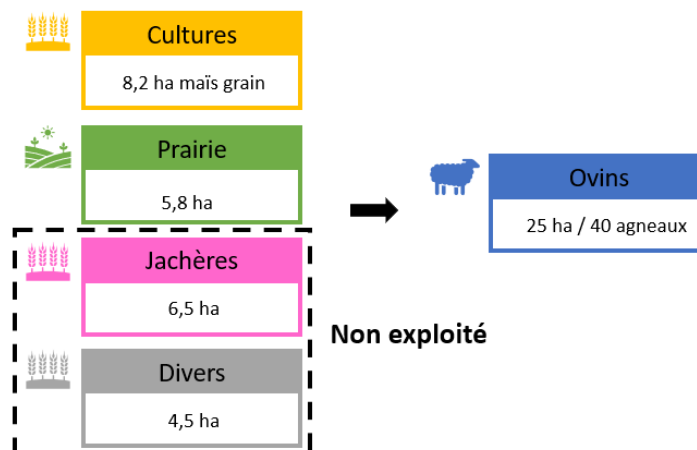 Cultures
8,2 ha maïs grain
Prairie
5,8 ha
Ovins
25 ha / 40 agneaux
Jachères
6,5 ha
Non exploité
Divers
4,5 ha